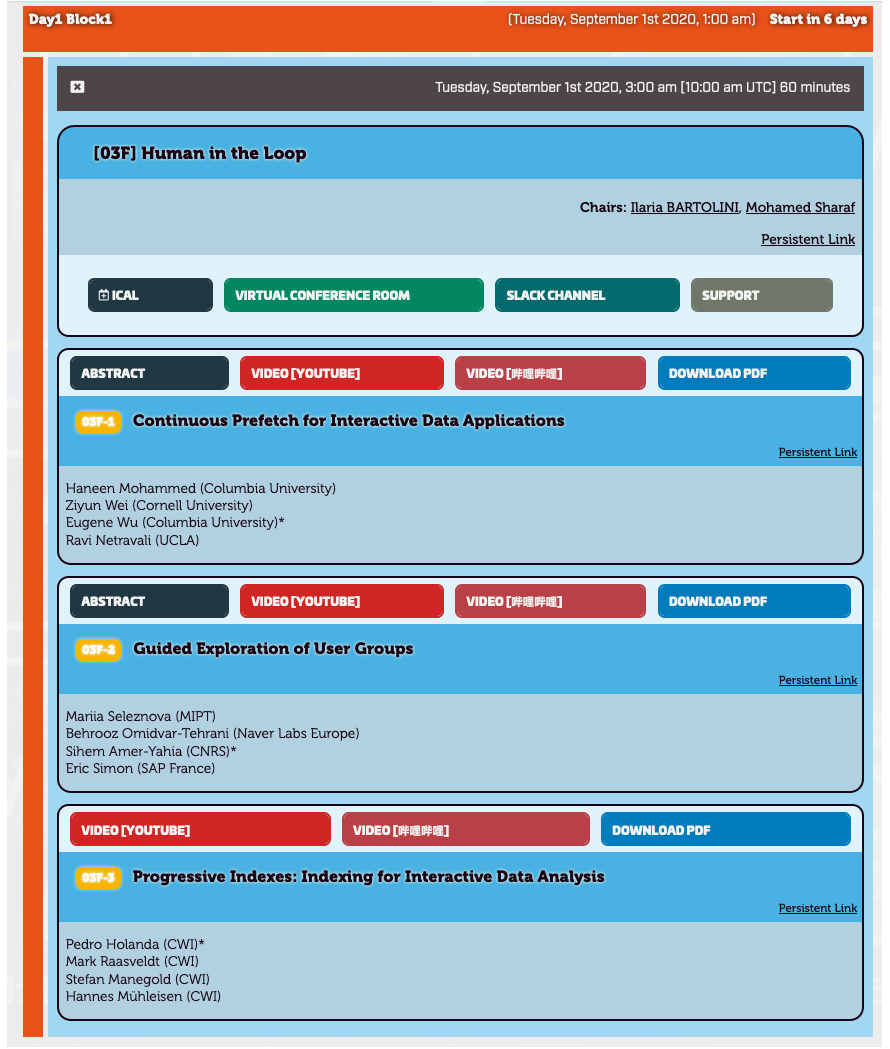 Day1 Block1
(Tuesday, September 1st 2020, 1:00 am) Start in 6 days
Tuesday, September 1st 2020, 3:00 am [10:00 am UTC] 60 minutes
[03F] Human in the Loop
Chairs: Ilaria BARTOLINI, Mohamed Sharaf
Persistent Link
ICAL
VIRTUAL CONFERENCE ROOM
SLACK CHANNEL
SUPPORT
ABSTRACT
VIDEO [YOUTUBE]
VIDEO [哔哩哔哩]
DOWNLOAD PDF
03F-1 Continuous Prefetch for Interactive Data Applications
Persistent Link
Haneen Mohammed (Columbia University)
Ziyun Wei (Cornell University)
Eugene Wu (Columbia University)*
Ravi Netravali (UCLA)
ABSTRACT
VIDEO [YOUTUBE]
VIDEO [哔哩哔哩]
DOWNLOAD PDF
03F-2 Guided Exploration of User Groups
Persistent Link
Mariia Seleznova (MIPT)
Behrooz Omidvar-Tehrani (Naver Labs Europe)
Sihem Amer-Yahia (CNRS)*
Eric Simon (SAP France)
VIDEO [YOUTUBE]
VIDEO [哔哩哔哩]
DOWNLOAD PDF
03F-3 Progressive Indexes: Indexing for Interactive Data Analysis
Persistent Link
Pedro Holanda (CWI)*
Mark Raasveldt (CWI)
Stefan Manegold (CWI)
Hannes Mühleisen (CWI)